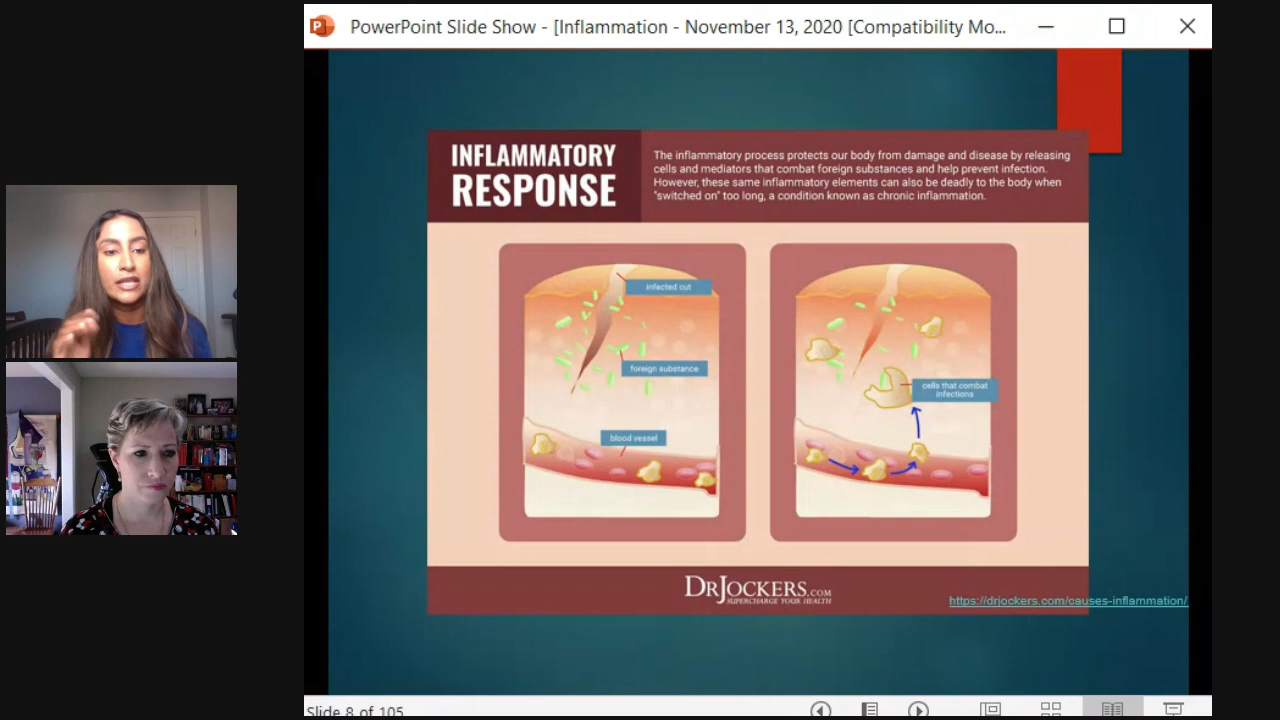 PowerPoint Slide Show - [Inflammation - November 13, 2020 [Compatibility Mo...
INFLAMMATORY
RESPONSE
The inflammatory process protects our body from damage and disease by releasing
cells and mediators that combat foreign substances and help prevent infection.
However, these same inflammatory elements can also be deadly to the body when
"switched on" too long, a condition known as chronic inflammation.
infected cut
foreign substance
blood vessel
cells that combat
infections
DRJOCKERS.COM
SUPERCHARGE YOUR HEALTH
https://drjockers.com/causes-inflammation/
Slide 8 of 105